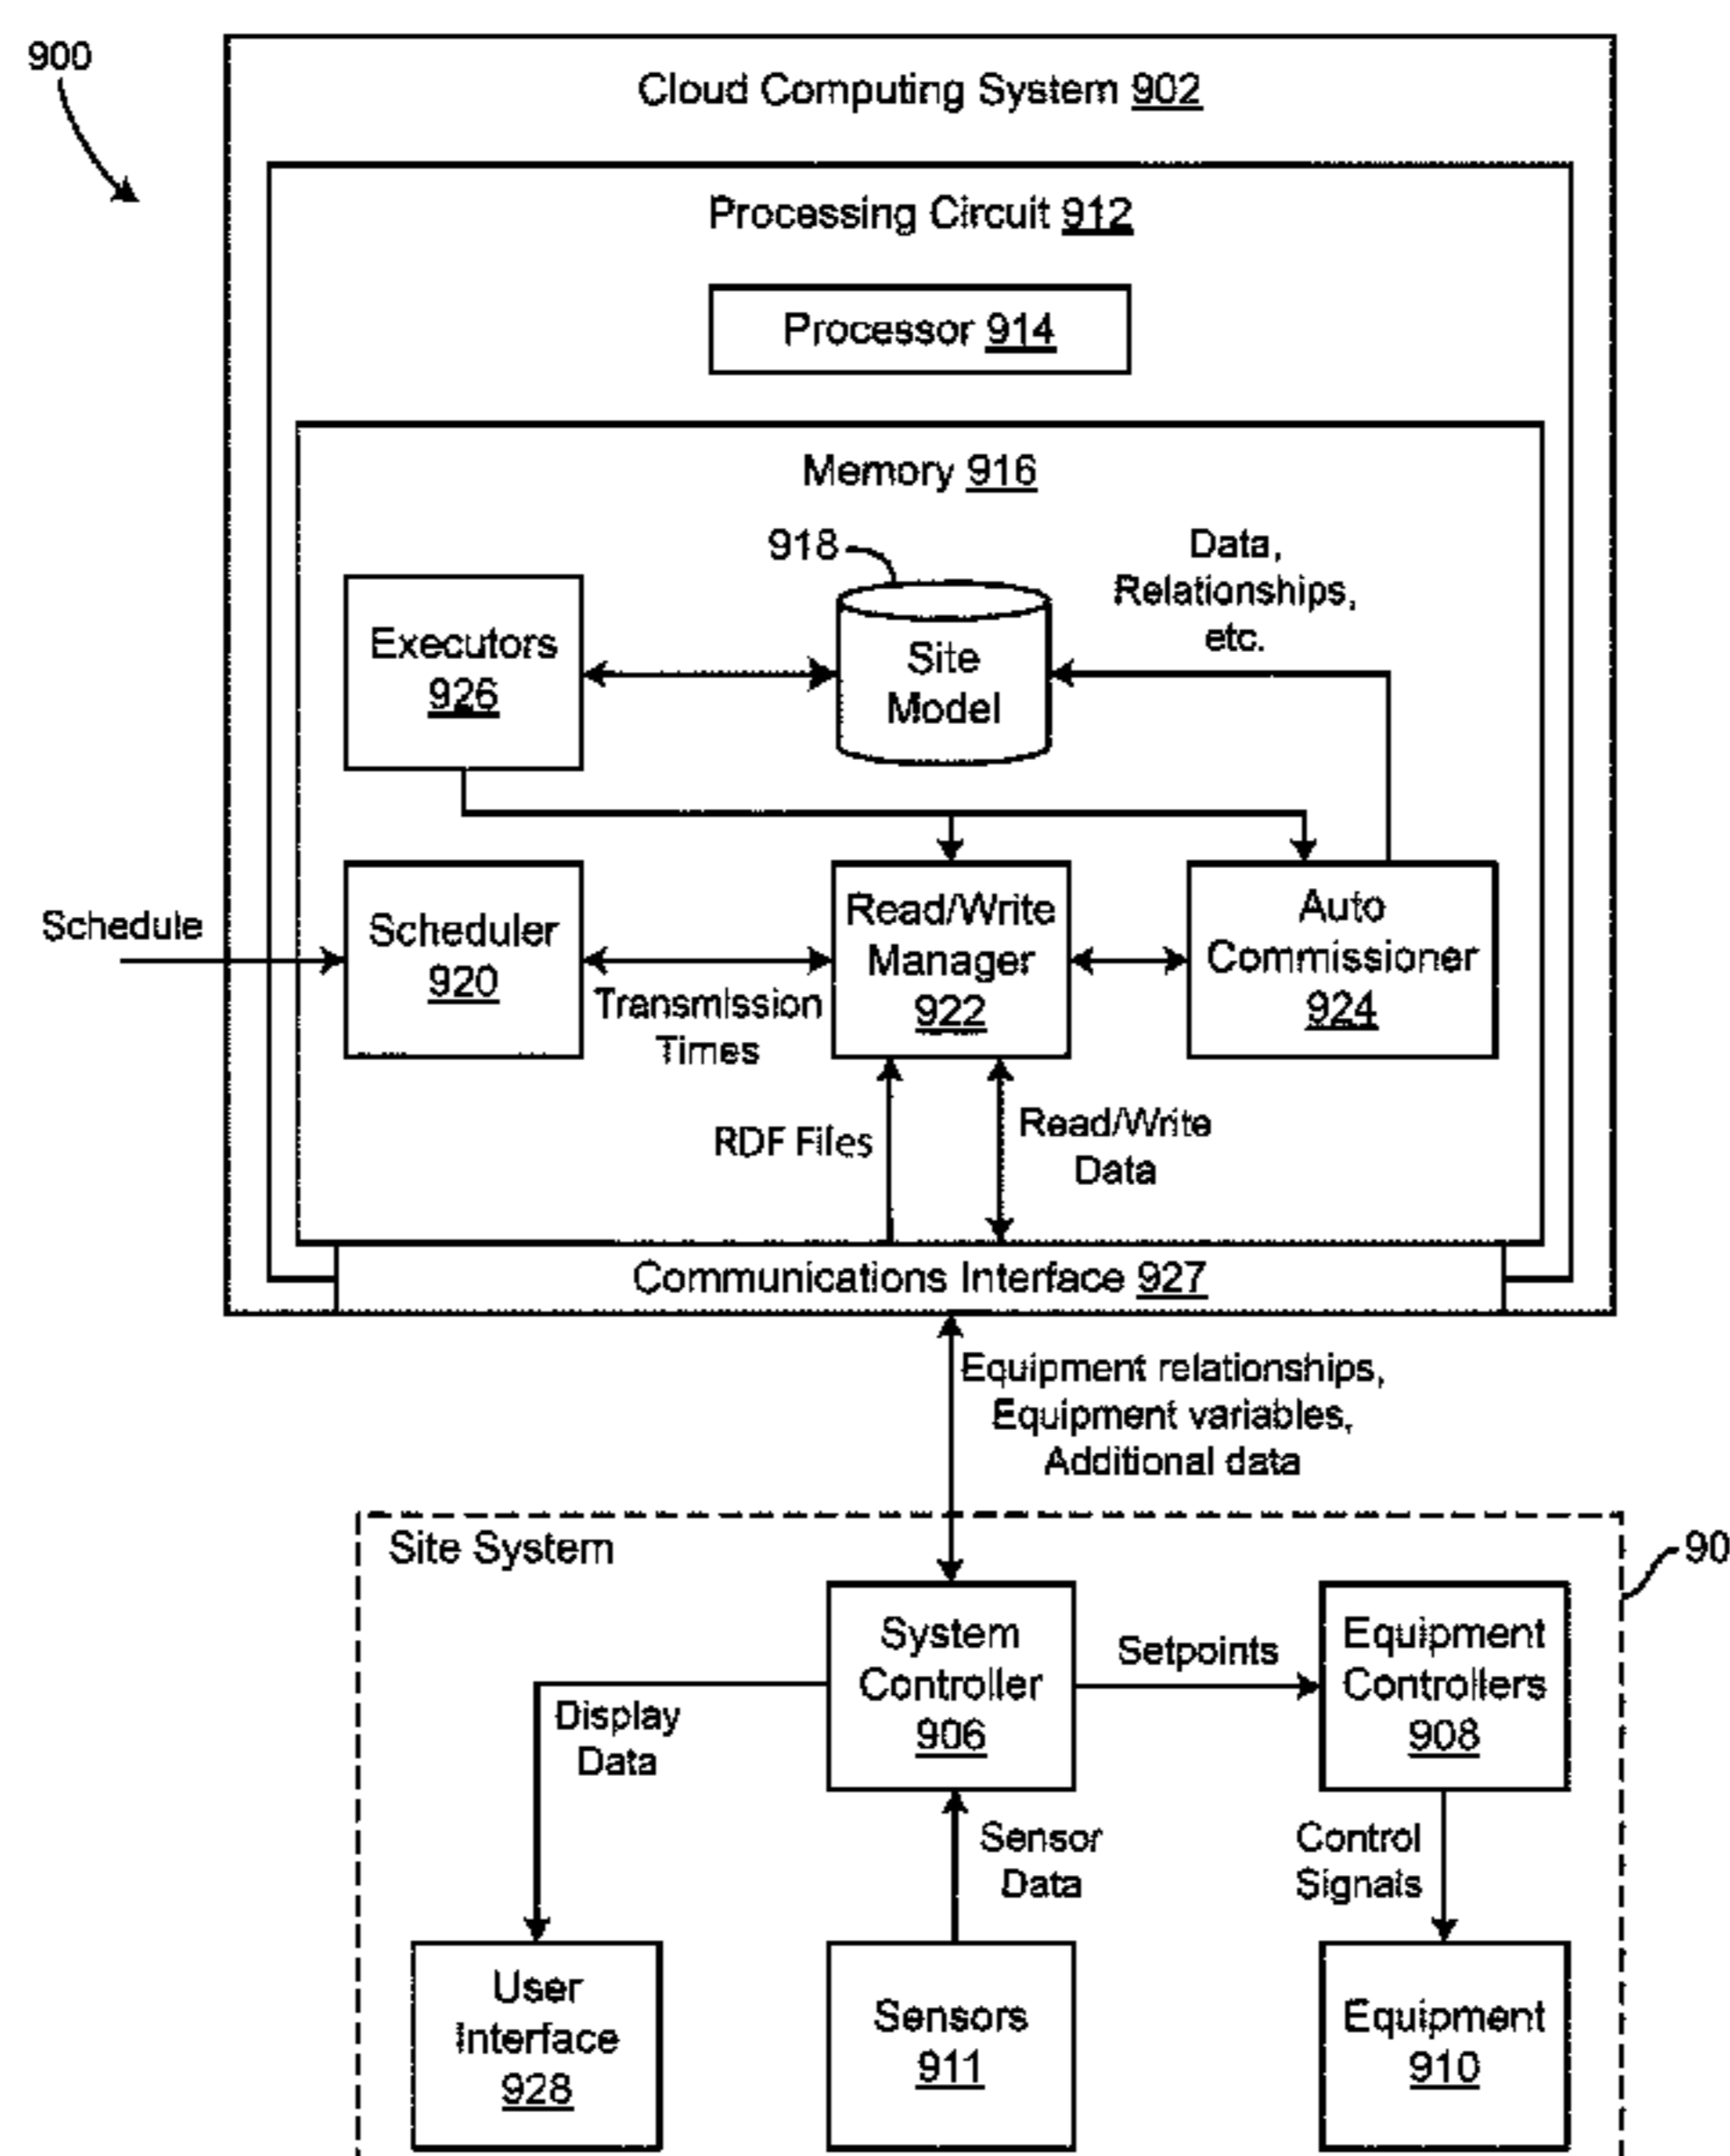 900
Cloud Computing System 902
Processing Circuit 912
Processor 914
Memory 916
918
Data,
Relationships,
etc.
Executors
926
Site
Model
Schedule
Scheduler
920
Transmission
Times
Read/Write
Manager
922
Auto
Commissioner
924
RDF Files
Read/Write
Data
Communications Interface 927
Equipment relationships,
Equipment variables,
Additional data
Site System
90
System
Controller
906
Setpoints
Equipment
Controllers
908
Display
Data
Sensor
Data
Control
Signals
User
Interface
928
Sensors
911
Equipment
910